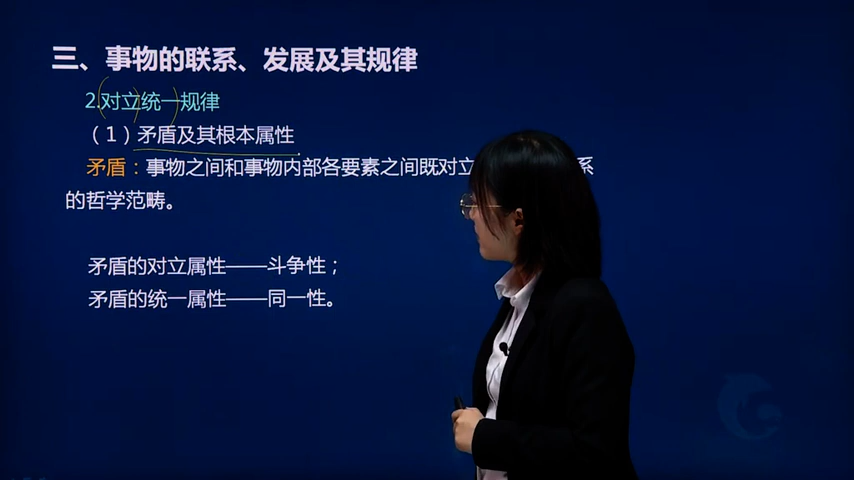 三、事物的联系、发展及其规律
2.对立统一规律
（1）矛盾及其根本属性
矛盾：事物之间和事物内部各要素之间既对立 系
的哲学范畴。
矛盾的对立属性——斗争性；
矛盾的统一属性——同一性。